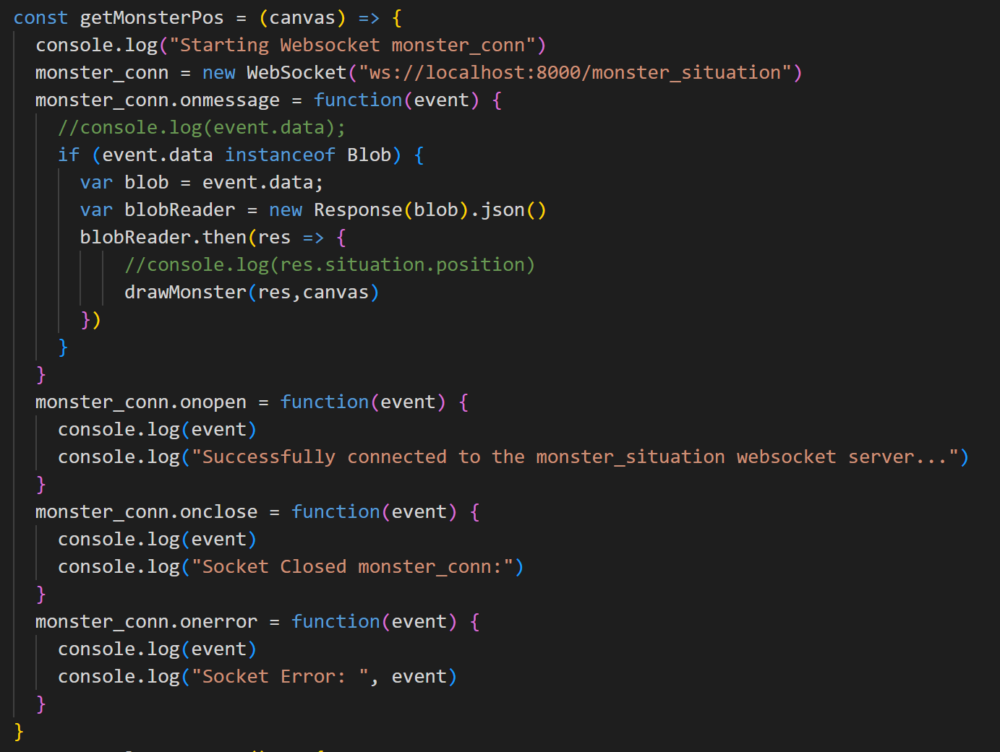 const getMonsterPos = (canvas) => {
  console.log("Starting Websocket monster_conn")
  monster_conn = new WebSocket("ws://localhost:8000/monster_situation")
  monster_conn.onmessage = function(event) {
    //console.log(event.data);
    if (event.data instanceof Blob) {
      var blob = event.data;
      var blobReader = new Response(blob).json()
      blobReader.then(res => {
          //console.log(res.situation.position)
          drawMonster(res,canvas)
      })
    }
  }
  monster_conn.onopen = function(event) {
    console.log(event)
    console.log("Successfully connected to the monster_situation websocket server...")
  }
  monster_conn.onclose = function(event) {
    console.log(event)
    console.log("Socket Closed monster_conn:")
  }
  monster_conn.onerror = function(event) {
    console.log(event)
    console.log("Socket Error: ", event)
  }
}